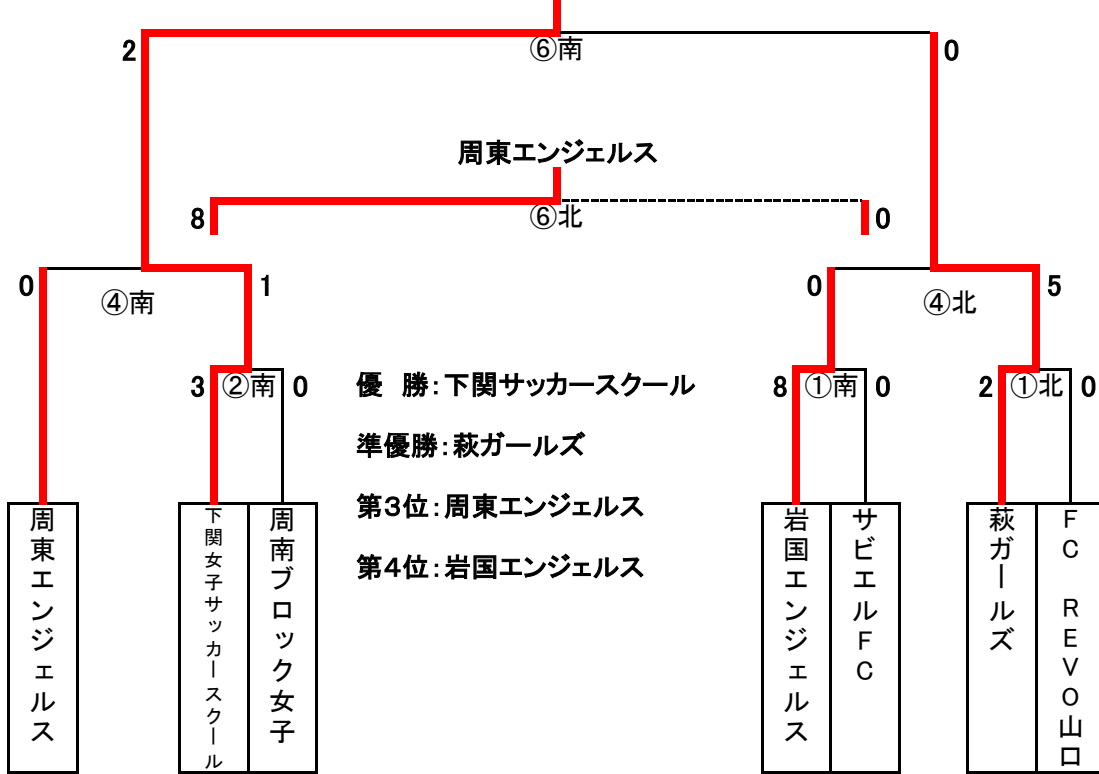 2
⑥南
0
周東エンジェルス
8
⑥北
0
0
④南
1
0
④北
5
3
②南
0
優 勝：下関サッカースクール
8
①南
0
2
①北
0
準優勝：萩ガールズ
第3位：周東エンジェルス
第4位：岩国エンジェルス
周東エンジェルス
下関女子サッカースクール
周南ブロック女子
岩国エンジェルス
サビエルFC
萩ガールズ
FC REVO山口